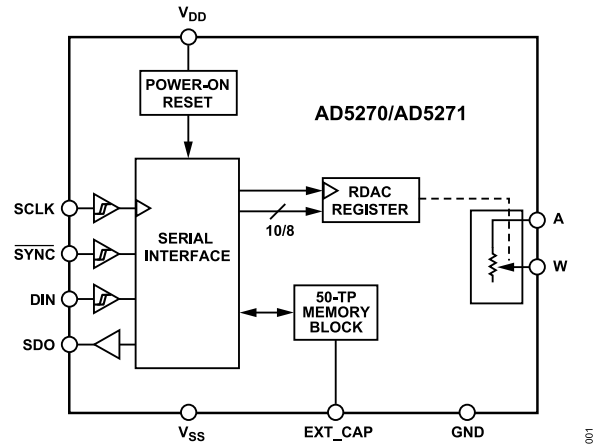 VDD
POWER-ON
RESET
AD5270/AD5271
SCLK
SYNC
DIN
SDO
SERIAL
INTERFACE
10/8
RDAC
REGISTER
A
W
50-TP
MEMORY
BLOCK
VSS
EXT_CAP
GND
001